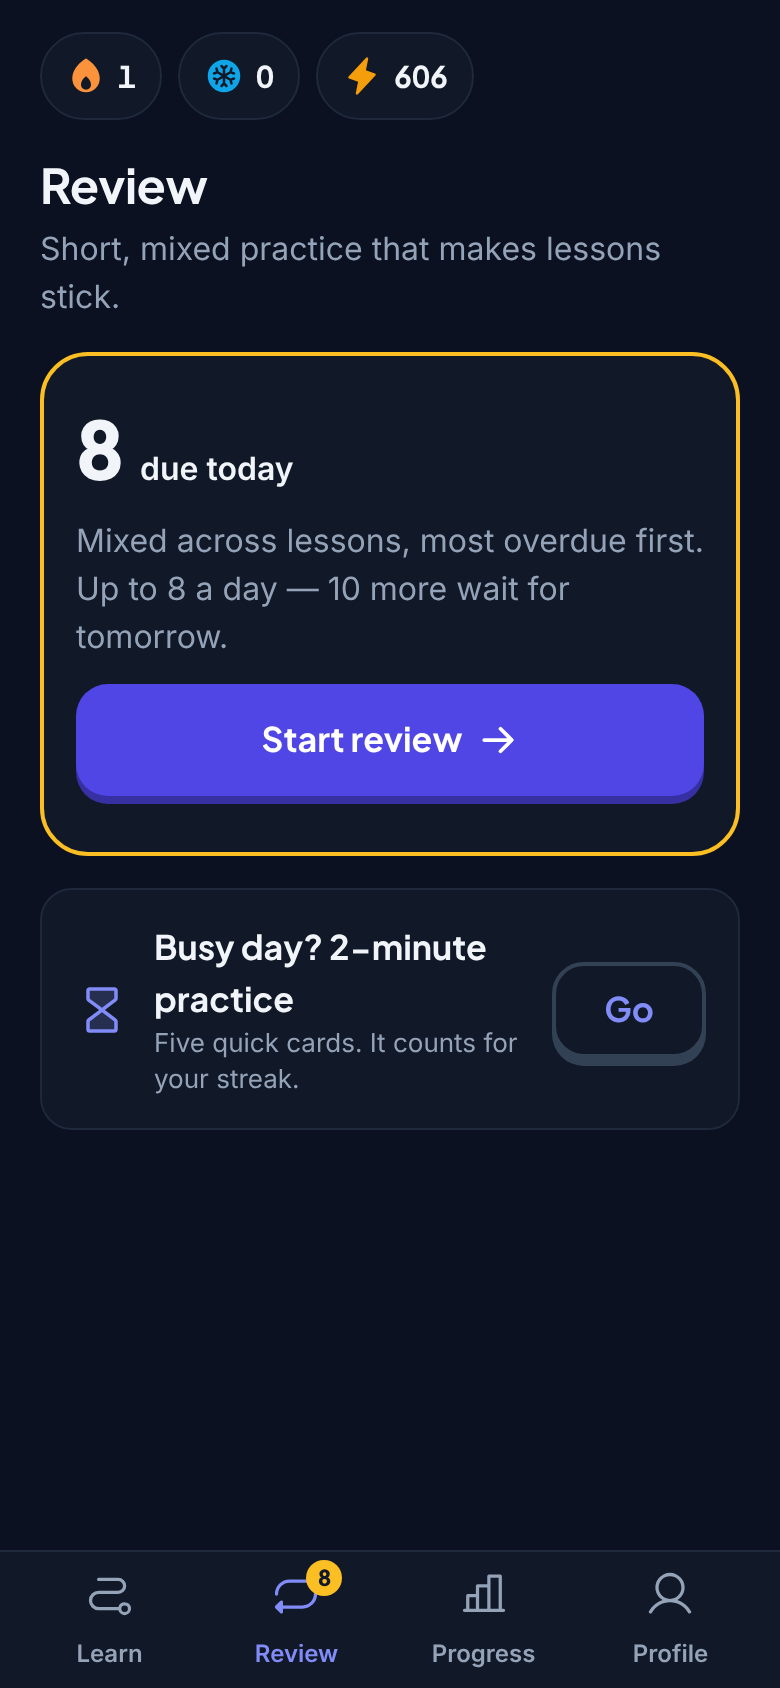 1 0 606
Review
Short, mixed practice that makes lessons
stick.
8 due today
Mixed across lessons, most overdue first.
Up to 8 a day — 10 more wait for
tomorrow.
Start review →
Busy day? 2-minute
practice
Five quick cards. It counts for
your streak.
Go
8
Learn Review Progress Profile